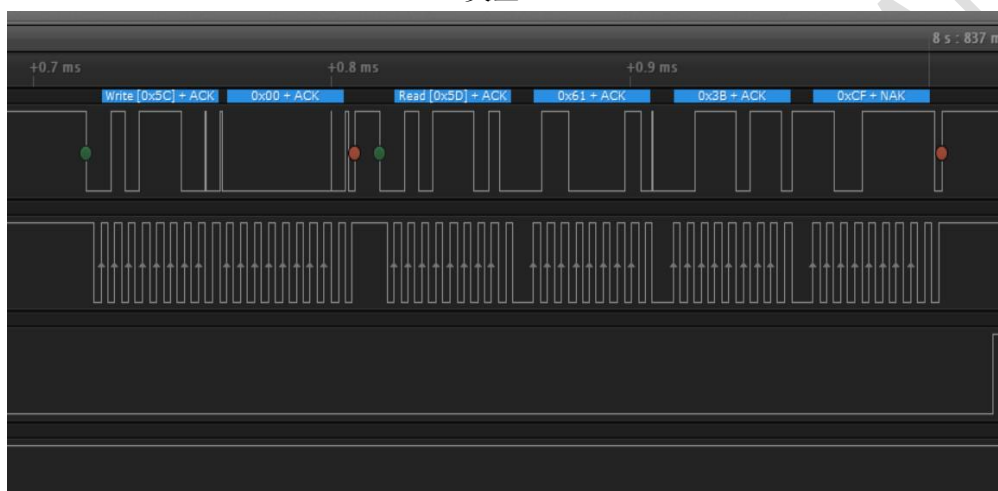 8 s : 837 m
+0.7 ms +0.8 ms +0.9 ms
Write [0x5C] + ACK 0x00 + ACK Read [0x5D] + ACK 0x61 + ACK 0x3B + ACK 0xCF + NAK